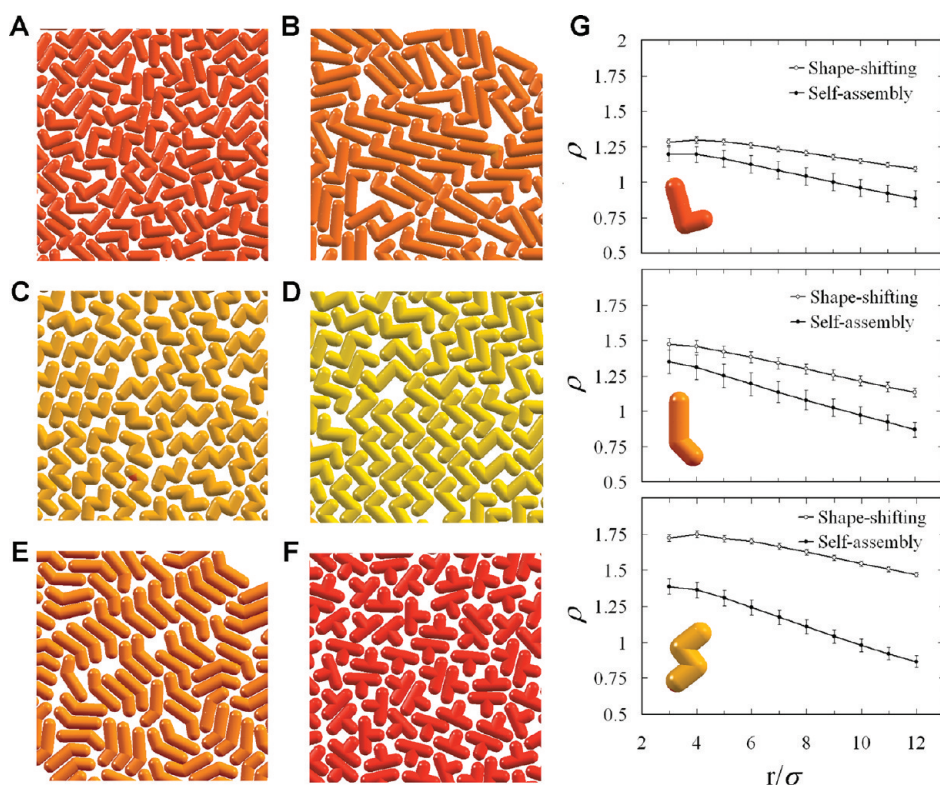 A
B
C
D
E
F
G
2
1.75
1.5
1.25
1
0.75
0.5
ρ
Shape-shifting
Self-assembly
1.75
1.5
1.25
1
0.75
0.5
ρ
Shape-shifting
Self-assembly
1.75
1.5
1.25
1
0.75
0.5
ρ
Shape-shifting
Self-assembly
2 4 6 8 10 12
r/σ